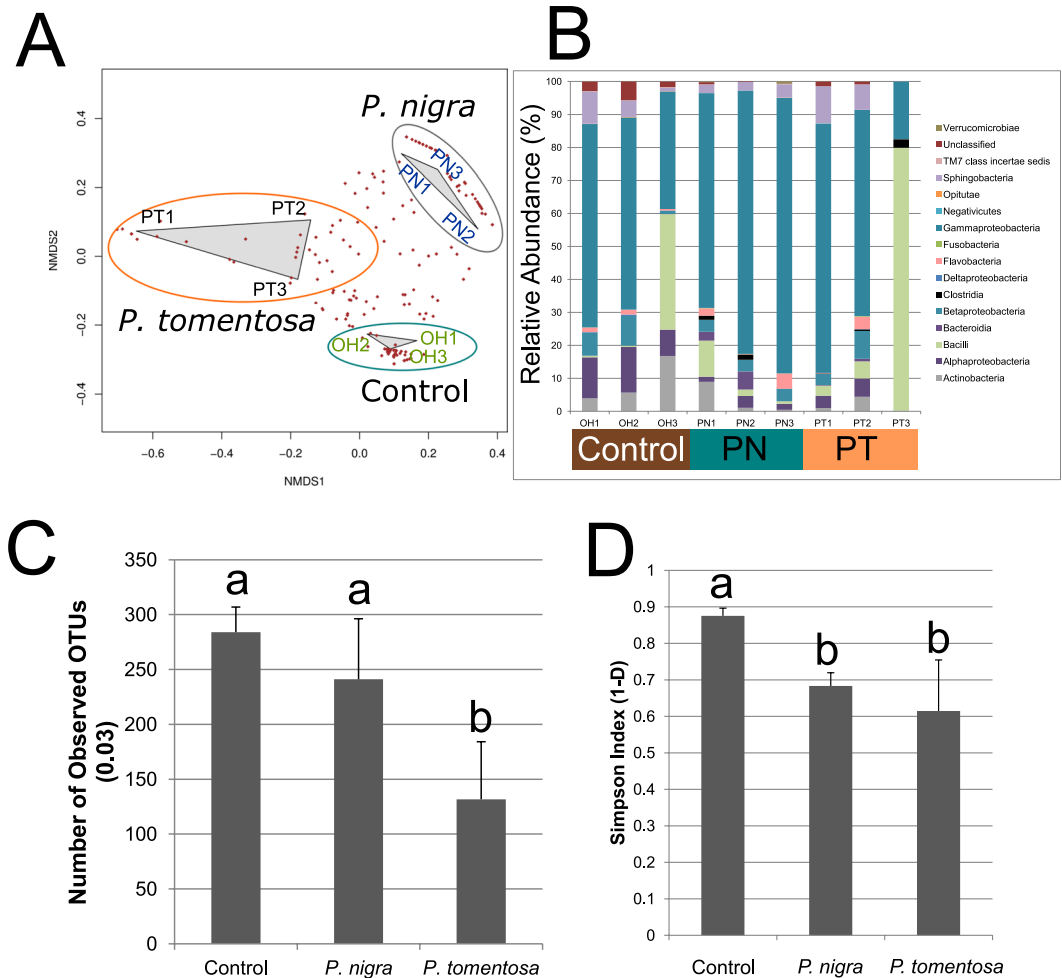 A
P. nigra
PN3
PN1
PN2
PT1
PT2
PT3
P. tomentosa
OH2
OH1
OH3
Control
NMDS2
0.4
0.2
0.0
−0.2
−0.4
−0.6
−0.4
−0.2
0.0
0.2
0.4
NMDS1
B
Relative Abundance (%)
100
90
80
70
60
50
40
30
20
10
0
OH1 OH2 OH3 PN1 PN2 PN3 PT1 PT2 PT3
Control PN PT
Verrucomicrobiae
Unclassified
TM7 class incertae sedis
Sphingobacteria
Opitutae
Negativicutes
Gammaproteobacteria
Fusobacteria
Flavobacteria
Deltaproteobacteria
Clostridia
Betaproteobacteria
Bacteroidia
Bacilli
Alphaproteobacteria
Actinobacteria
C
Number of Observed OTUs
(0.03)
350
300
250
200
150
100
50
0
a
a
b
Control P. nigra P. tomentosa
D
Simpson Index (1-D)
1
0.9
0.8
0.7
0.6
0.5
0.4
0.3
0.2
0.1
0
a
b
b
Control P. nigra P. tomentosa